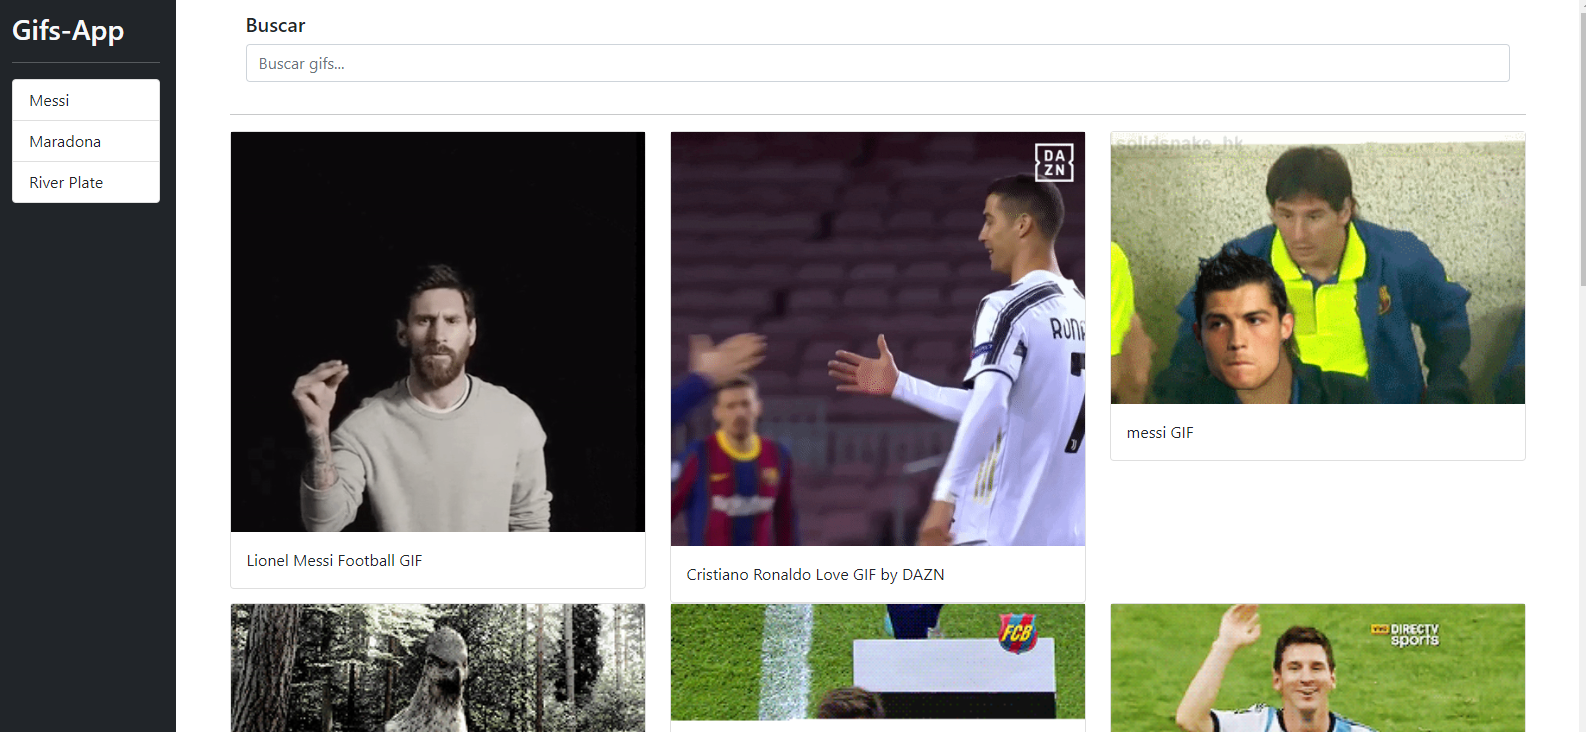 Gifs-App
Messi
Maradona
River Plate
Buscar
Buscar gifs...
DA
ZN
RONA
7
solidsnake_hk
Lionel Messi Football GIF
Cristiano Ronaldo Love GIF by DAZN
messi GIF
FCB
DIRECTV
sports